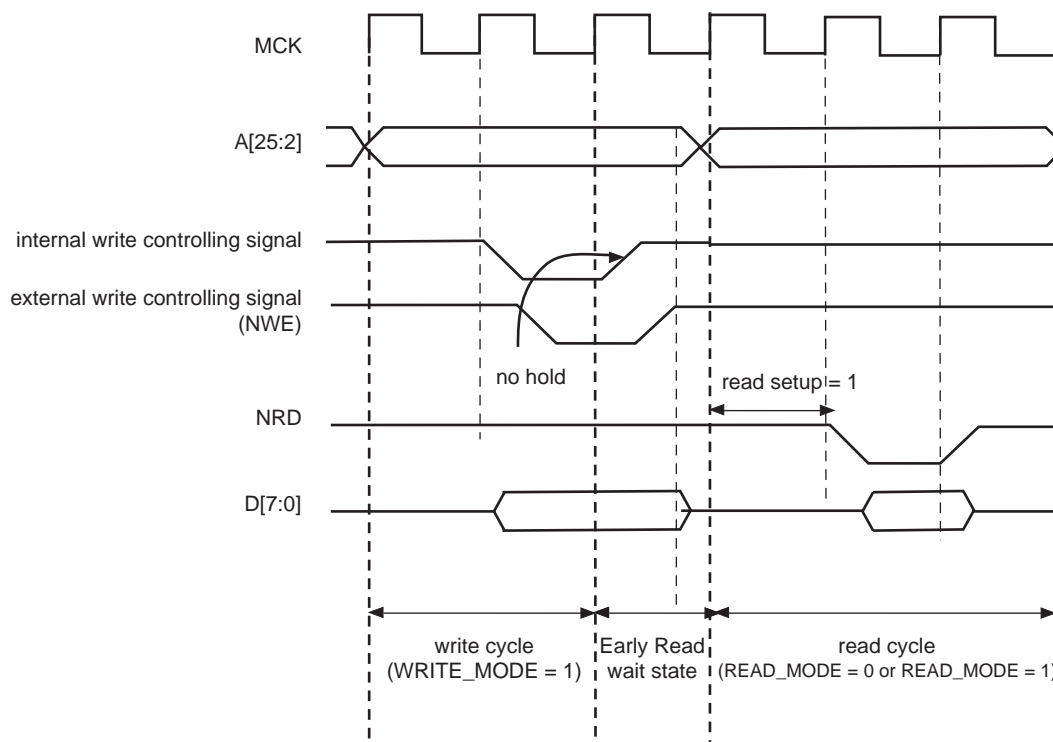 MCK
A[25:2]
internal write controlling signal
external write controlling signal
(NWE)
no hold
read setup = 1
NRD
D[7:0]
write cycle
(WRITE_MODE = 1)
Early Read
wait state
read cycle
(READ_MODE = 0 or READ_MODE = 1)